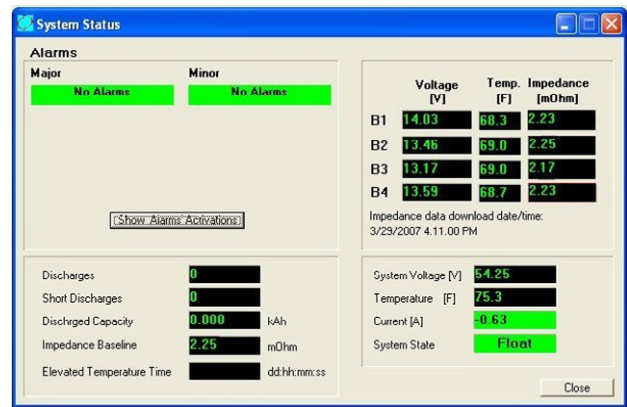 System Status
Alarms
Major Minor
No Alarms No Alarms
Show Alarms Activations
Voltage [V] Temp. [F] Impedance [mOhm]
B1 14.03 68.3 2.23
B2 13.46 69.0 2.25
B3 13.17 69.0 2.17
B4 13.59 68.7 2.23
Impedance data download date/time:
3/29/2007 4.11.00 PM
Discharges 0
Short Discharges 0
Dischrged Capacity 0.000 kAh
Impedance Baseline 2.25 mOhm
Elevated Temperature Time dd:hh:mm:ss
System Voltage [V] 54.25
Temperature [F] 75.3
Current [A] -0.63
System State Float
Close